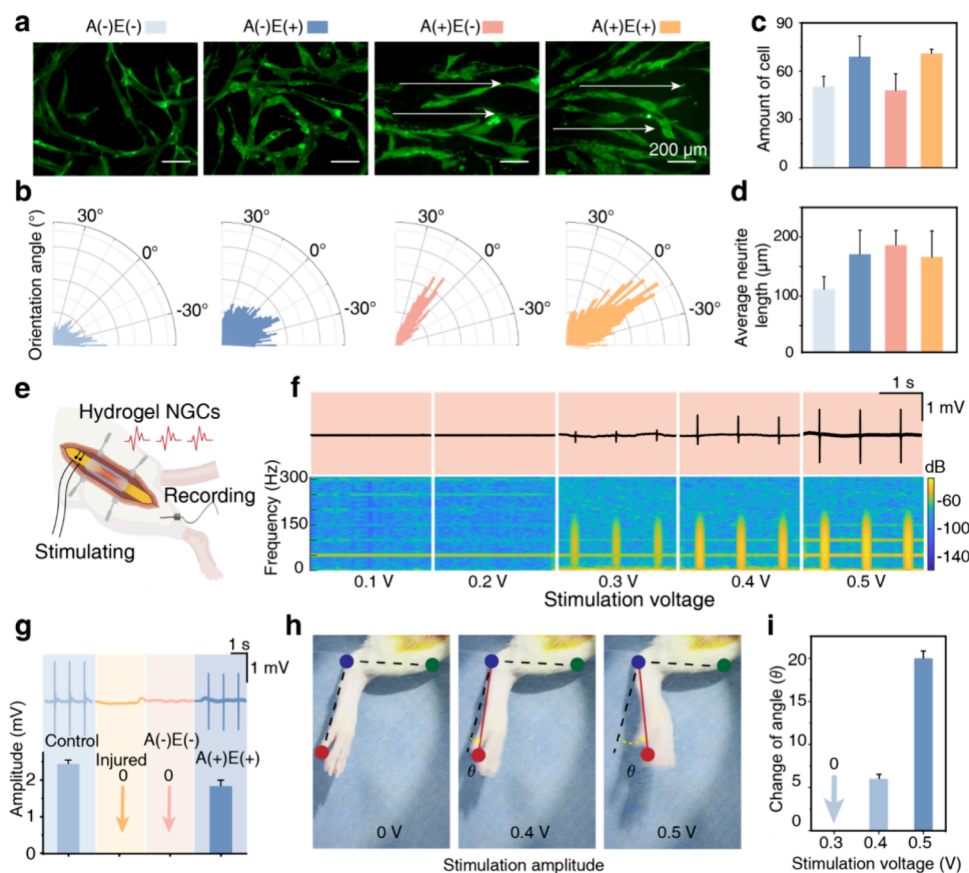 a A(-)E(-) A(-)E(+) A(+)E(-) A(+)E(+)
200 μm
b
Orientation angle (°)
30° 0° -30°
30° 0° -30°
30° 0° -30°
30° 0° -30°
c
Amount of cell
90
60
30
0
d
Average neurite
length (μm)
200
100
0
e
Hydrogel NGCs
Recording
Stimulating
f
1 s
1 mV
Frequency (Hz)
300
150
0
dB
-60
-100
-140
0.1 V 0.2 V 0.3 V 0.4 V 0.5 V
Stimulation voltage
g
1 s
1 mV
Control
Injured
A(-)E(-)
A(+)E(+)
0 0
Amplitude (mV)
2
1
0
h
θ θ
0 V 0.4 V 0.5 V
Stimulation amplitude
i
Change of angle (θ)
20
15
10
5
0
0
0.3 0.4 0.5
Stimulation voltage (V)